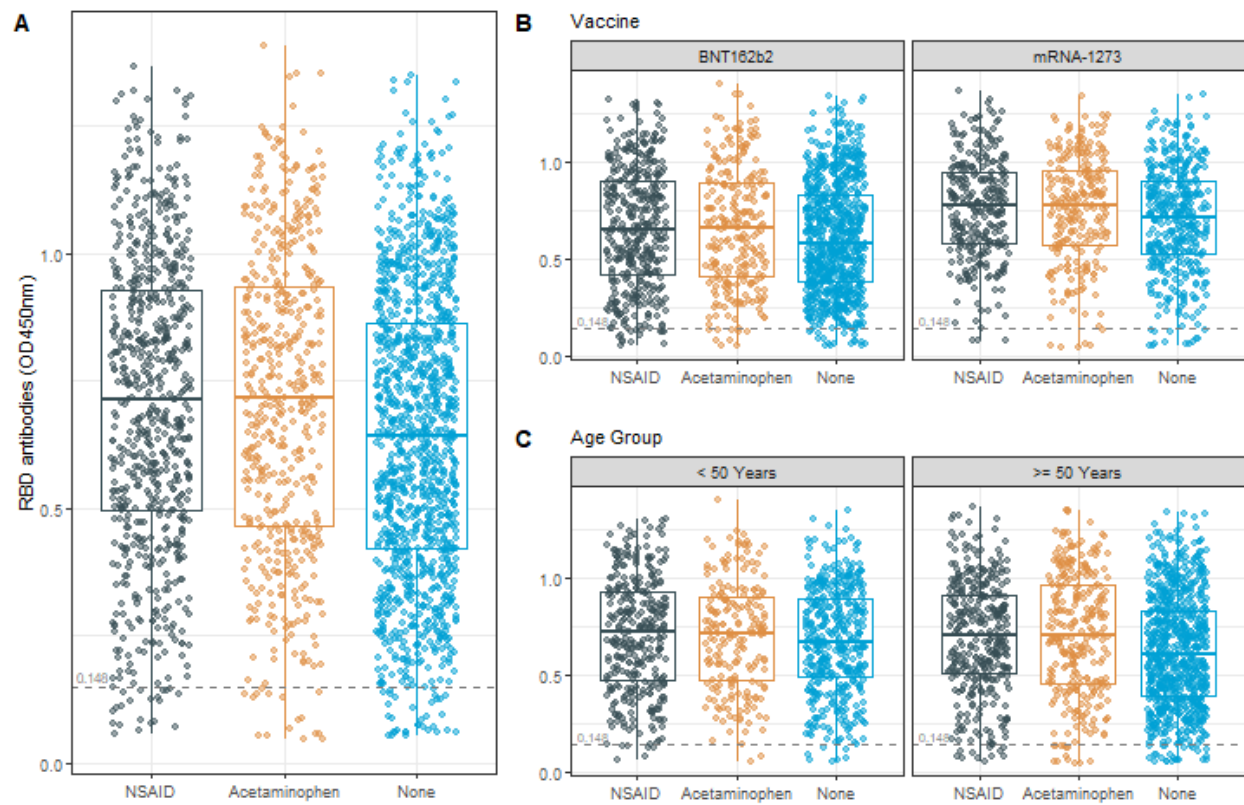 A
RBD antibodies (OD450nm)
1.0
0.5
0.0
0.148
NSAID Acetaminophen None
B Vaccine
BNT162b2 mRNA-1273
1.0
0.5
0.0
0.148 0.148
NSAID Acetaminophen None NSAID Acetaminophen None
C Age Group
< 50 Years >= 50 Years
1.0
0.5
0.0
0.148 0.148
NSAID Acetaminophen None NSAID Acetaminophen None